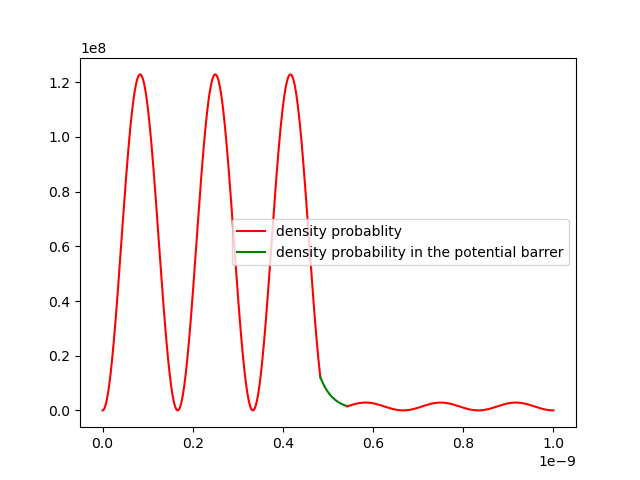 1e8
1.2
1.0
0.8
0.6
0.4
0.2
0.0
density probablity
density probability in the potential barrer
0.0 0.2 0.4 0.6 0.8 1.0
1e−9